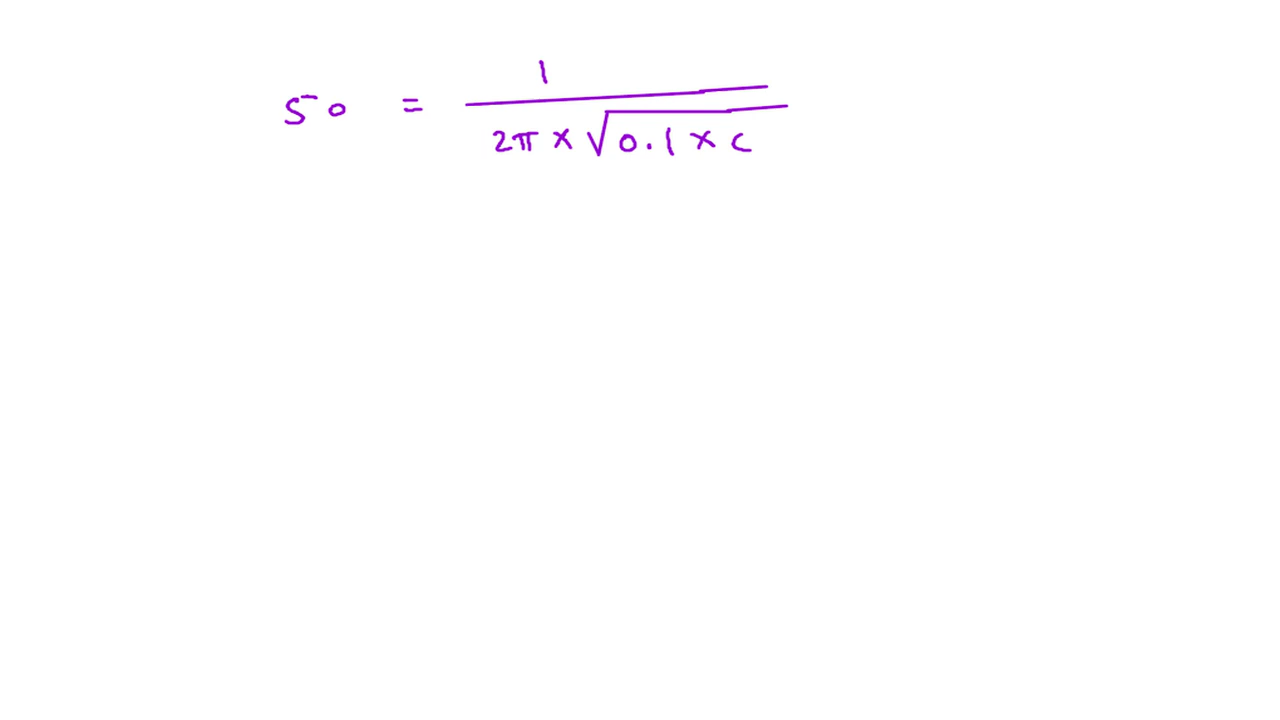 50 = 1 / 2π × √0.1 × C